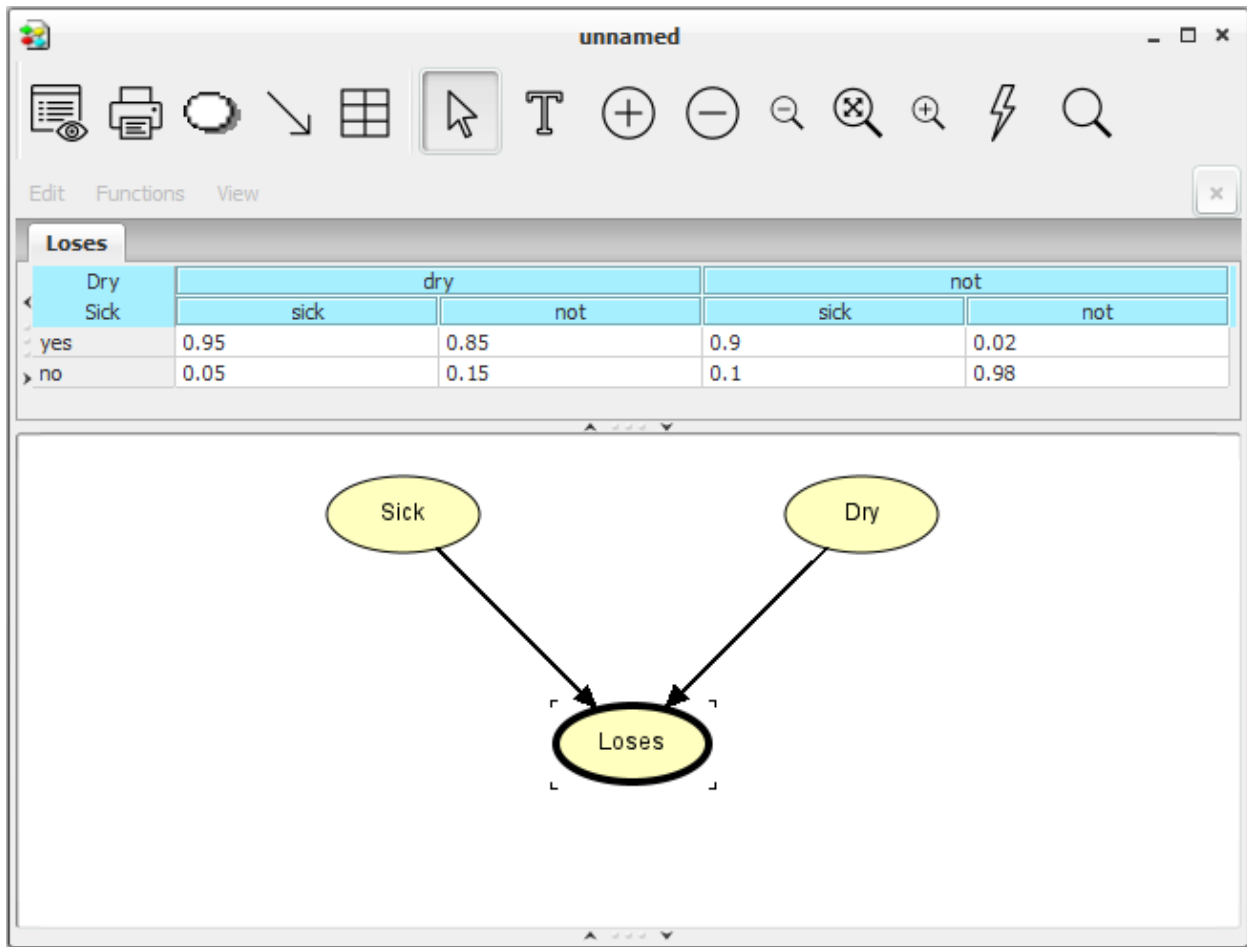 unnamed
T
Edit Functions View
Loses
Dry dry not
Sick sick not sick not
yes 0.95 0.85 0.9 0.02
no 0.05 0.15 0.1 0.98
Sick Dry
Loses